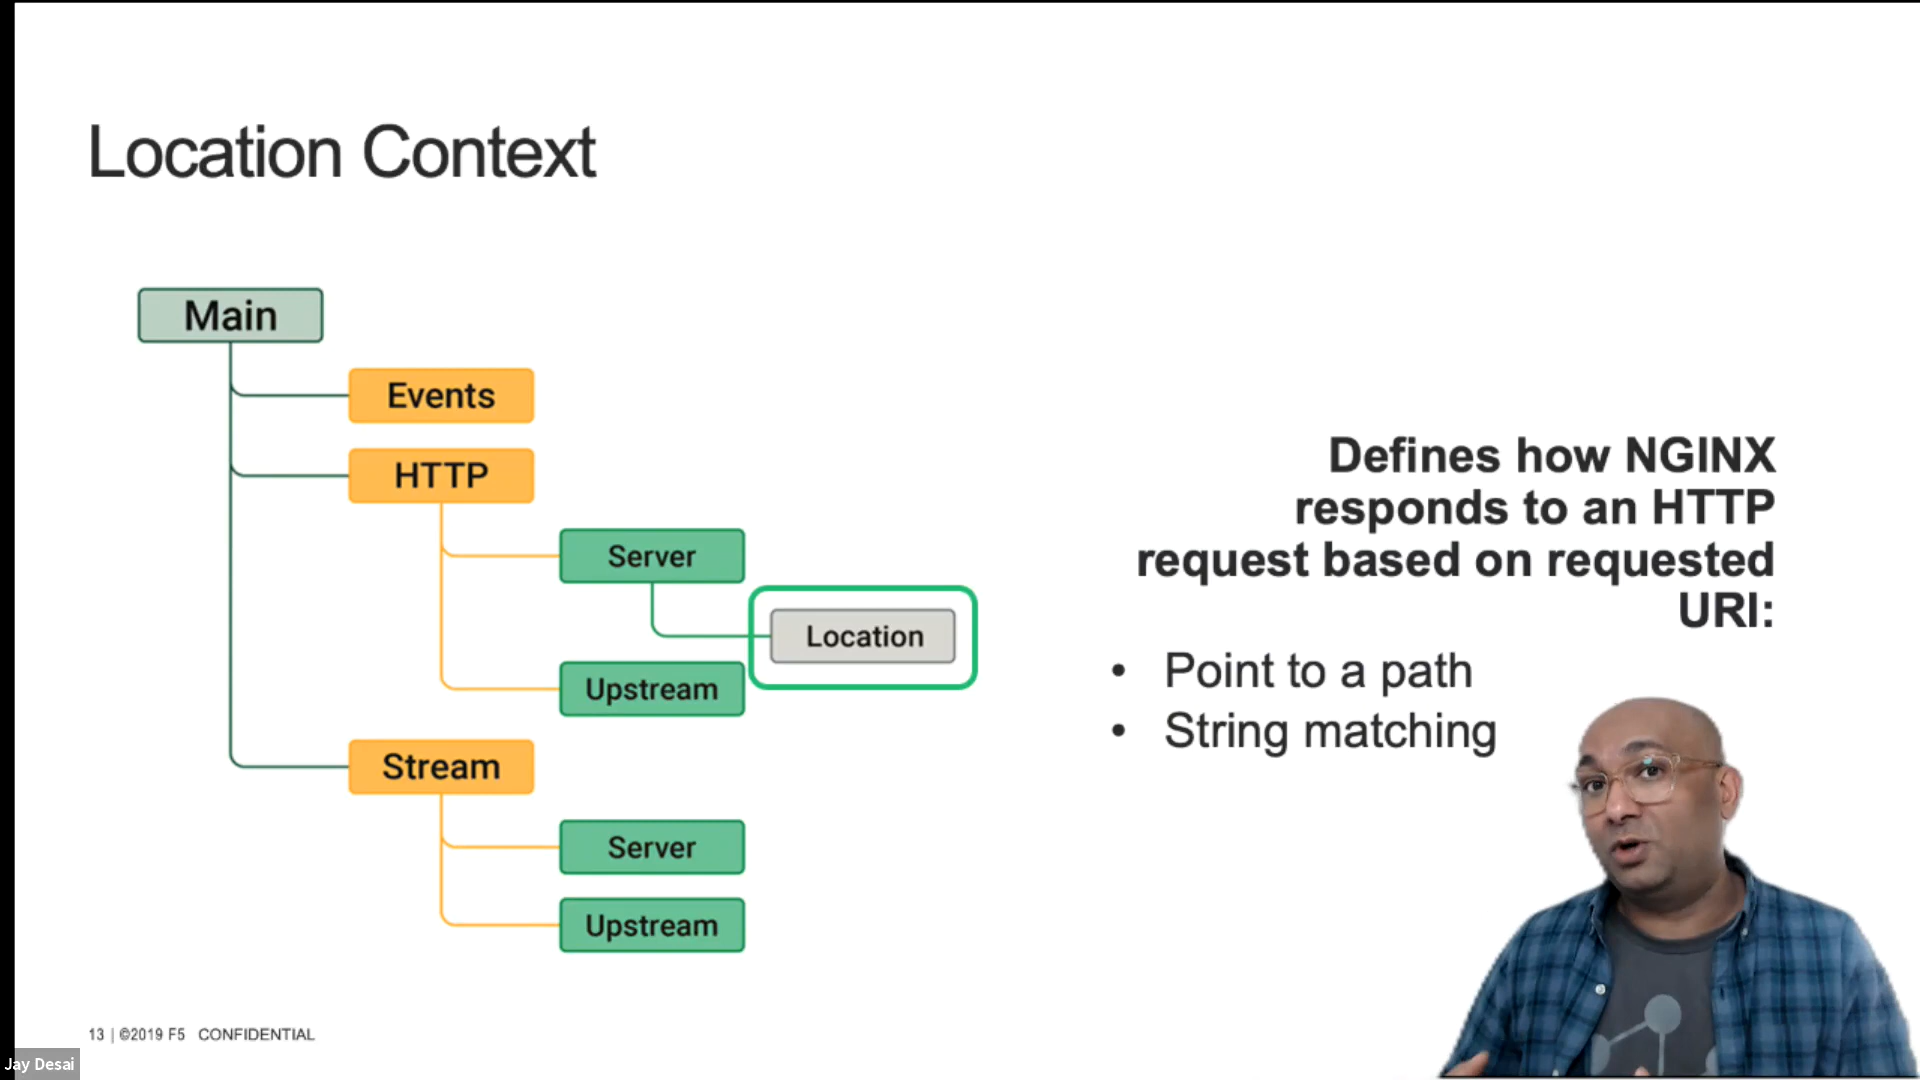 Location Context
Main
Events
HTTP
Server
Location
Upstream
Stream
Server
Upstream
Defines how NGINX
responds to an HTTP
request based on requested
URI:
• Point to a path
• String matching
13 | ©2019 F5 CONFIDENTIAL
Jay Desai